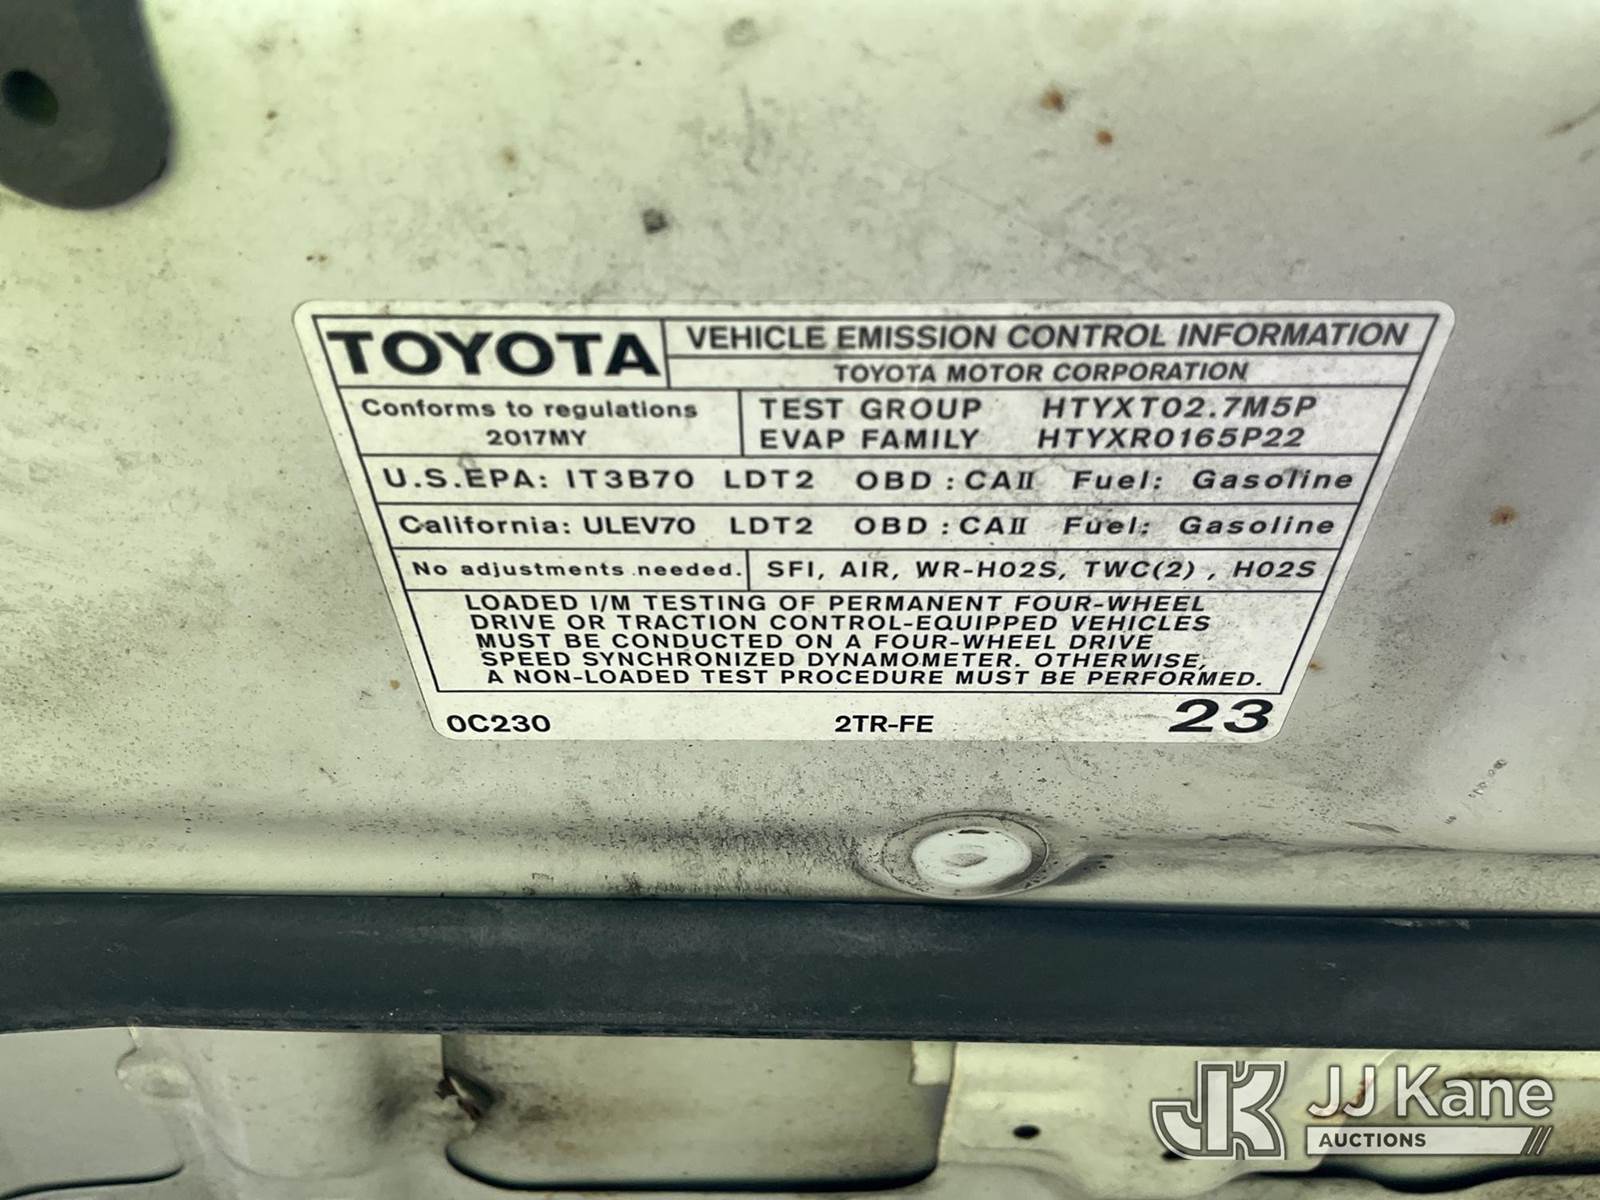 TOYOTA
VEHICLE EMISSION CONTROL INFORMATION
TOYOTA MOTOR CORPORATION
Conforms to regulations
2017MY
TEST GROUP HTYXT02.7M5P
EVAP FAMILY HTYXR0165P22
U.S.EPA: IT3B70 LDT2 OBD : CAII Fuel: Gasoline
California: ULEV70 LDT2 OBD : CAII Fuel: Gasoline
No adjustments needed.
SFI, AIR, WR-HO2S, TWC(2) , HO2S
LOADED I/M TESTING OF PERMANENT FOUR-WHEEL
DRIVE OR TRACTION CONTROL-EQUIPPED VEHICLES
MUST BE CONDUCTED ON A FOUR-WHEEL DRIVE
SPEED SYNCHRONIZED DYNAMOMETER. OTHERWISE,
A NON-LOADED TEST PROCEDURE MUST BE PERFORMED.
0C230 2TR-FE 23
JK JJ Kane
AUCTIONS